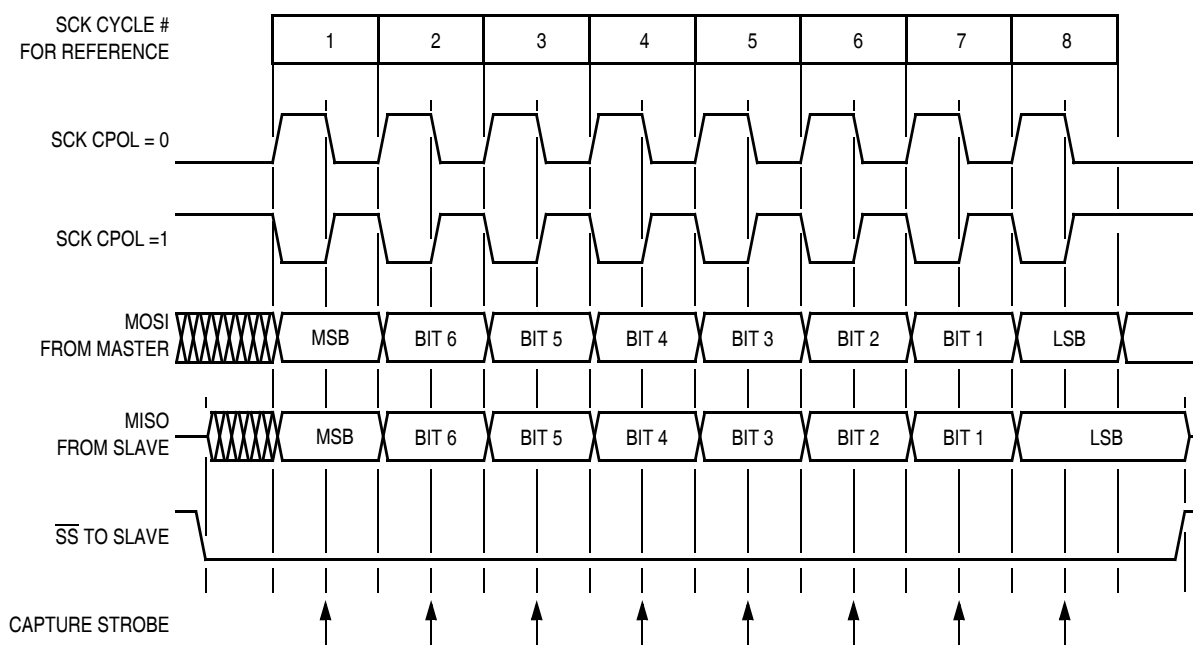 SCK CYCLE #
FOR REFERENCE
1 2 3 4 5 6 7 8
SCK CPOL = 0
SCK CPOL =1
MOSI
FROM MASTER
MSB BIT 6 BIT 5 BIT 4 BIT 3 BIT 2 BIT 1 LSB
MISO
FROM SLAVE
MSB BIT 6 BIT 5 BIT 4 BIT 3 BIT 2 BIT 1 LSB
S̅S̅ TO SLAVE
CAPTURE STROBE